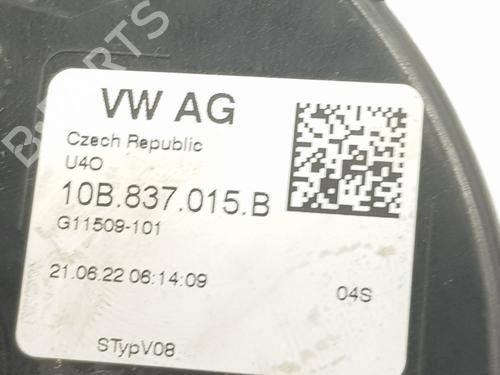 VW AG
Czech Republic
U4O
10B.837.015.B
G11509-101
21.06.22 06:14:09
04S
STypV08